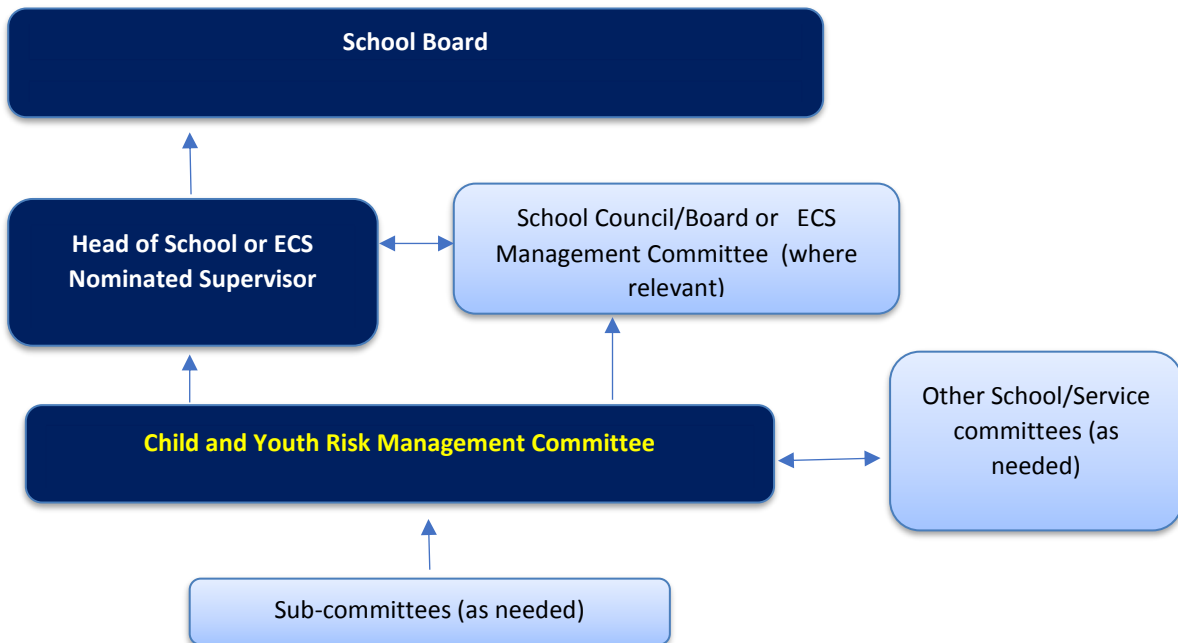 School Board
Head of School or ECS
Nominated Supervisor
School Council/Board or ECS
Management Committee (where
relevant)
Child and Youth Risk Management Committee
Other School/Service
committees (as
needed)
Sub-committees (as needed)